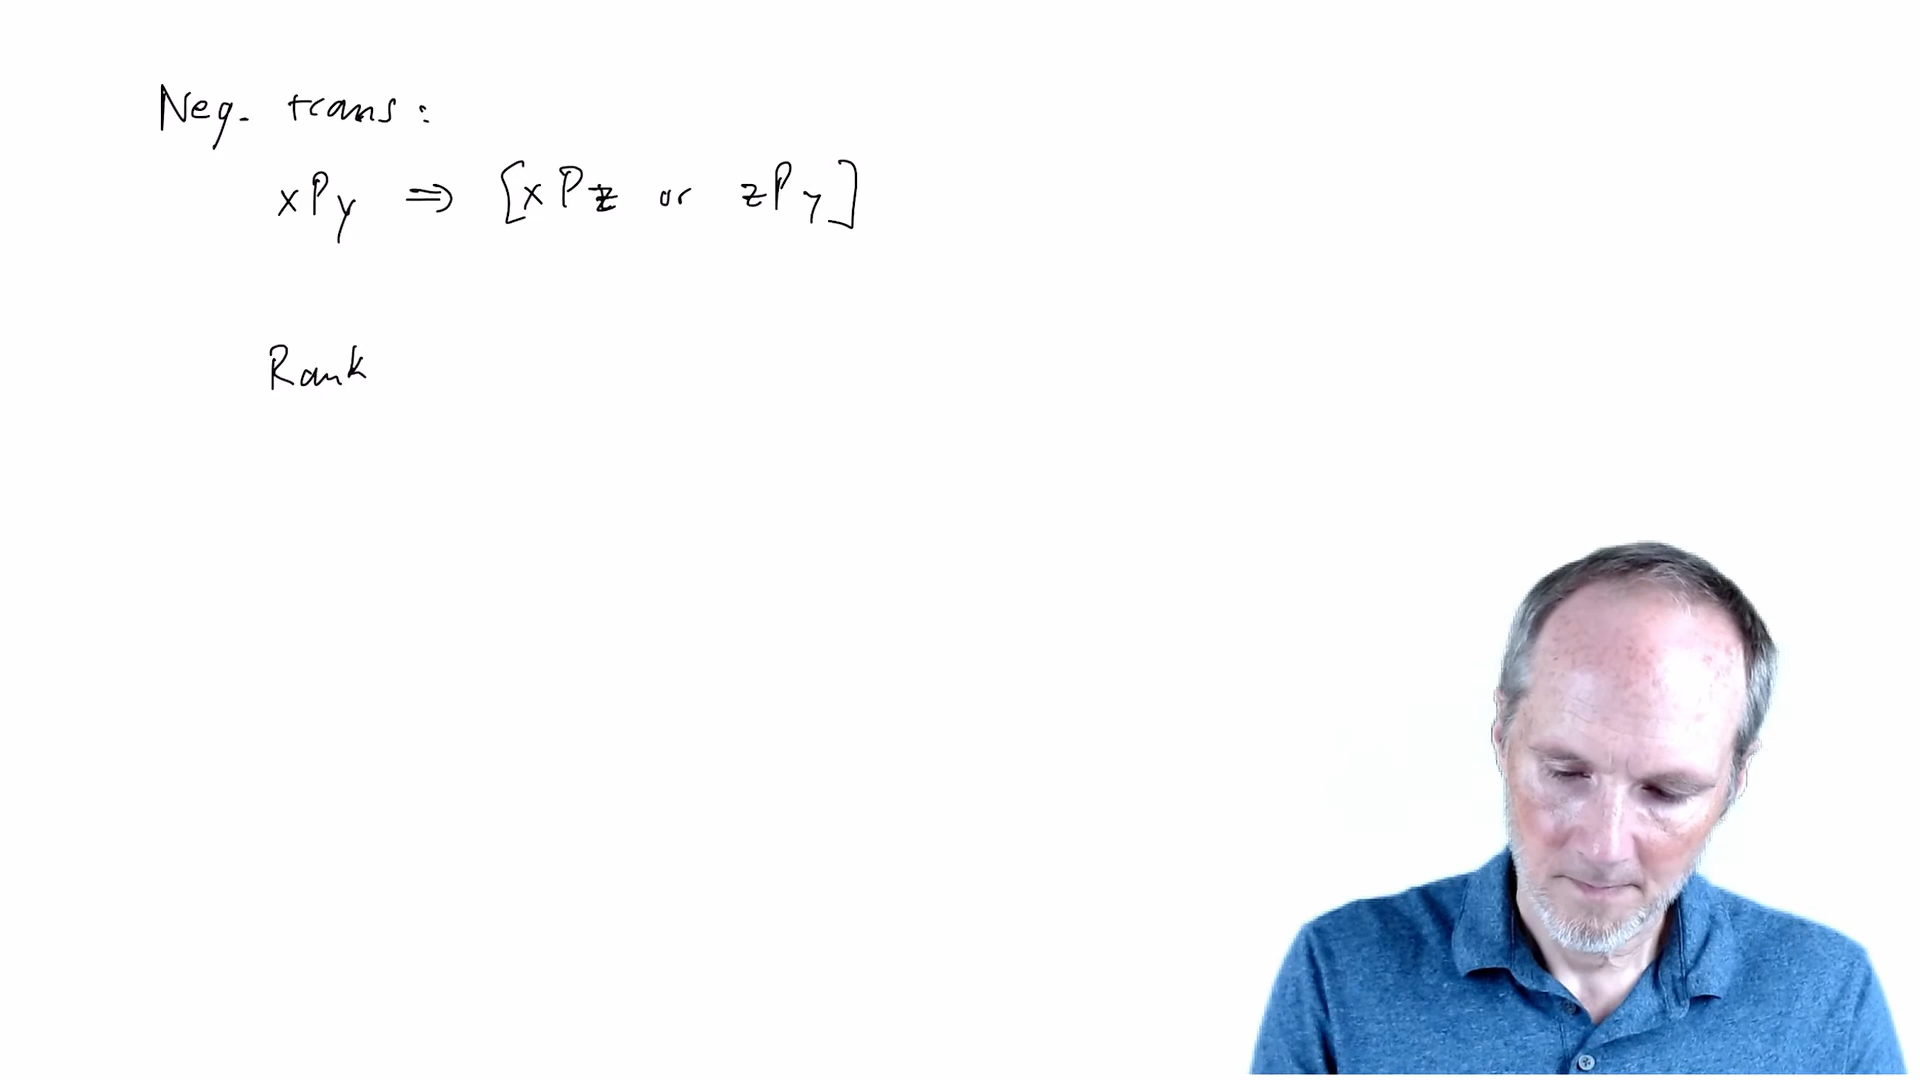 Neg. trans:
xPy ⇒ [xPz or zPy]
Rank